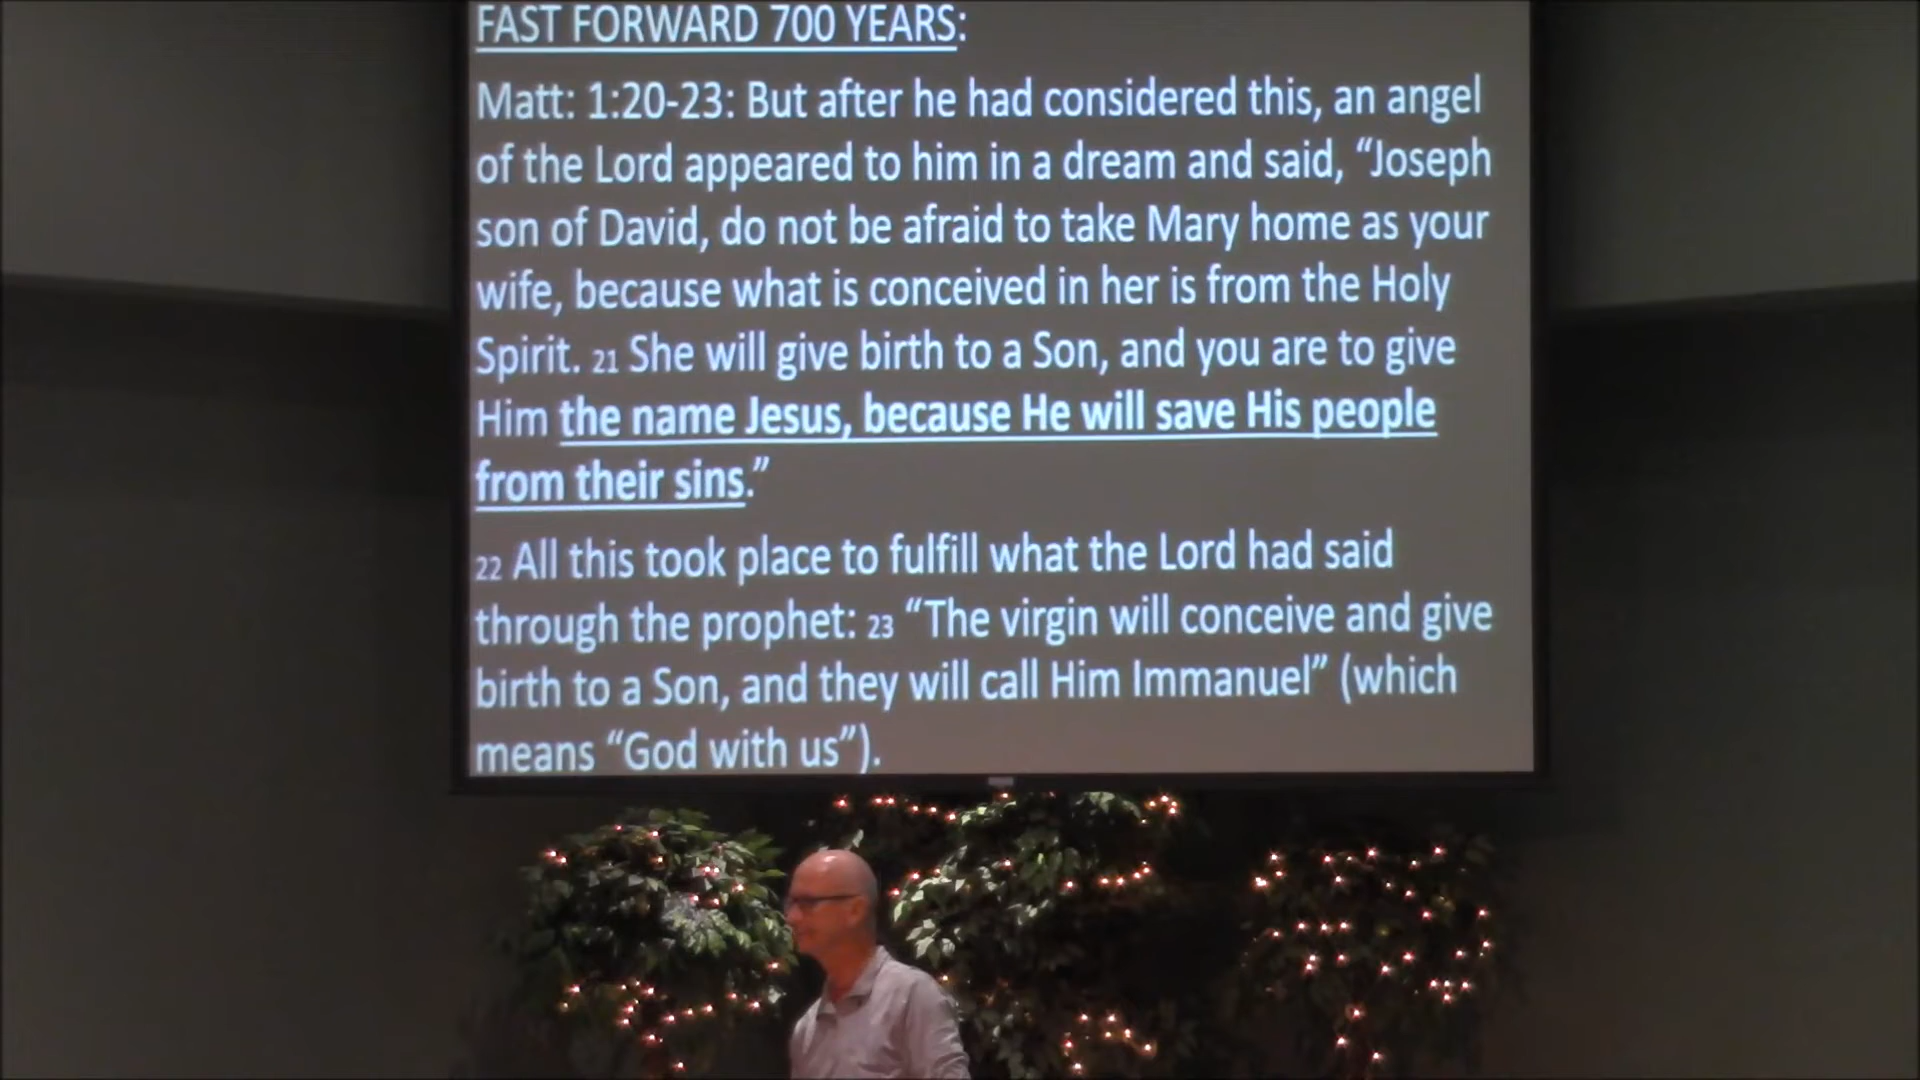 FAST FORWARD 700 YEARS:
Matt: 1:20-23: But after he had considered this, an angel
of the Lord appeared to him in a dream and said, “Joseph
son of David, do not be afraid to take Mary home as your
wife, because what is conceived in her is from the Holy
Spirit. 21 She will give birth to a Son, and you are to give
Him the name Jesus, because He will save His people
from their sins.”
22 All this took place to fulfill what the Lord had said
through the prophet: 23 “The virgin will conceive and give
birth to a Son, and they will call Him Immanuel” (which
means “God with us”).